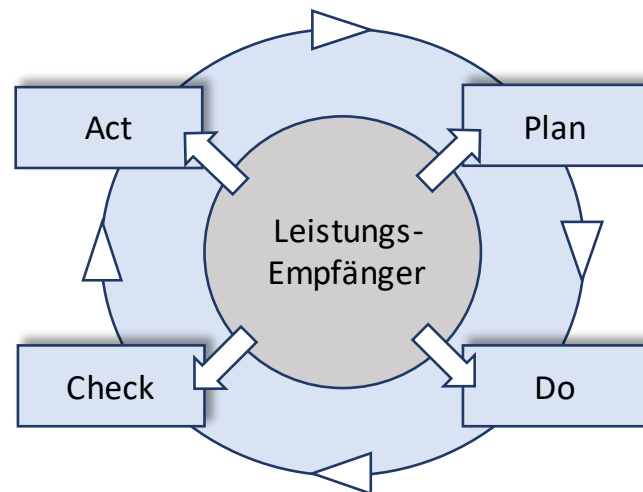 Act
Plan
Leistungs-
Empfänger
Check
Do